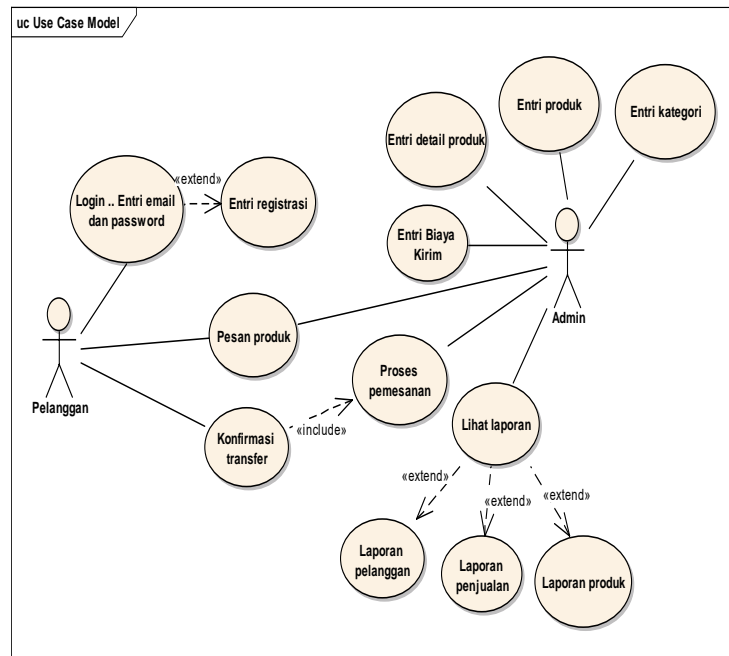 uc Use Case Model
Entri produk
Entri kategori
Entri detail produk
«extend»
Login .. Entri email
dan password
Entri registrasi
Entri Biaya
Kirim
Admin
Pesan produk
Pelanggan
Proses
pemesanan
Konfirmasi
transfer
«include»
Lihat laporan
«extend»
«extend»
«extend»
Laporan
pelanggan
Laporan
penjualan
Laporan produk